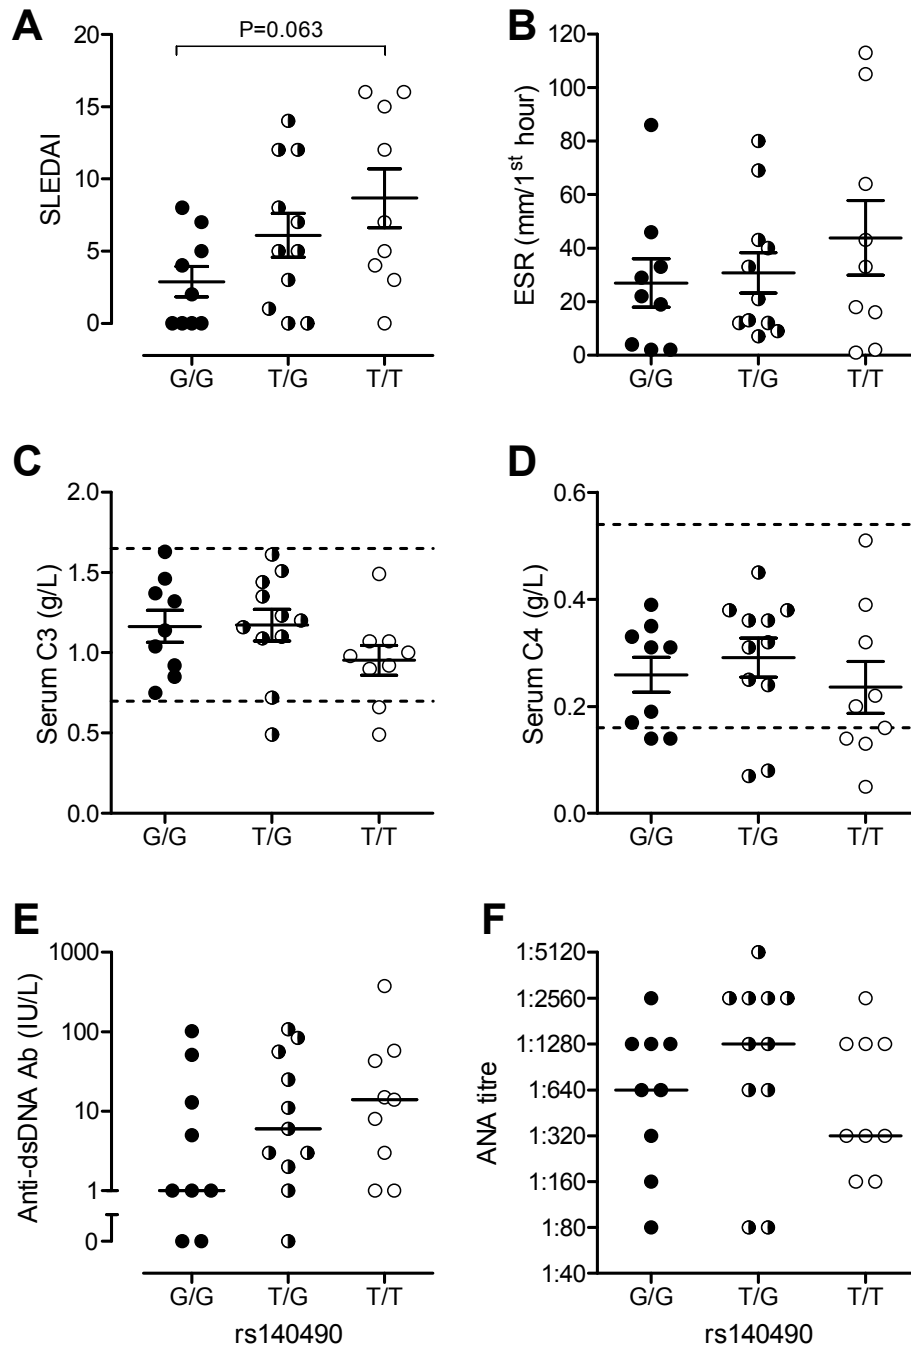 A
SLEDAI
20
15
10
5
0
P=0.063
G/G
T/G
T/T
B
ESR (mm/1st hour)
120
100
80
60
40
20
0
G/G
T/G
T/T
C
Serum C3 (g/L)
2.0
1.5
1.0
0.5
0.0
G/G
T/G
T/T
D
Serum C4 (g/L)
0.6
0.4
0.2
0.0
G/G
T/G
T/T
E
Anti-dsDNA Ab (IU/L)
1000
100
10
1
0
G/G
T/G
T/T
rs140490
F
ANA titre
1:5120
1:2560
1:1280
1:640
1:320
1:160
1:80
1:40
G/G
T/G
T/T
rs140490